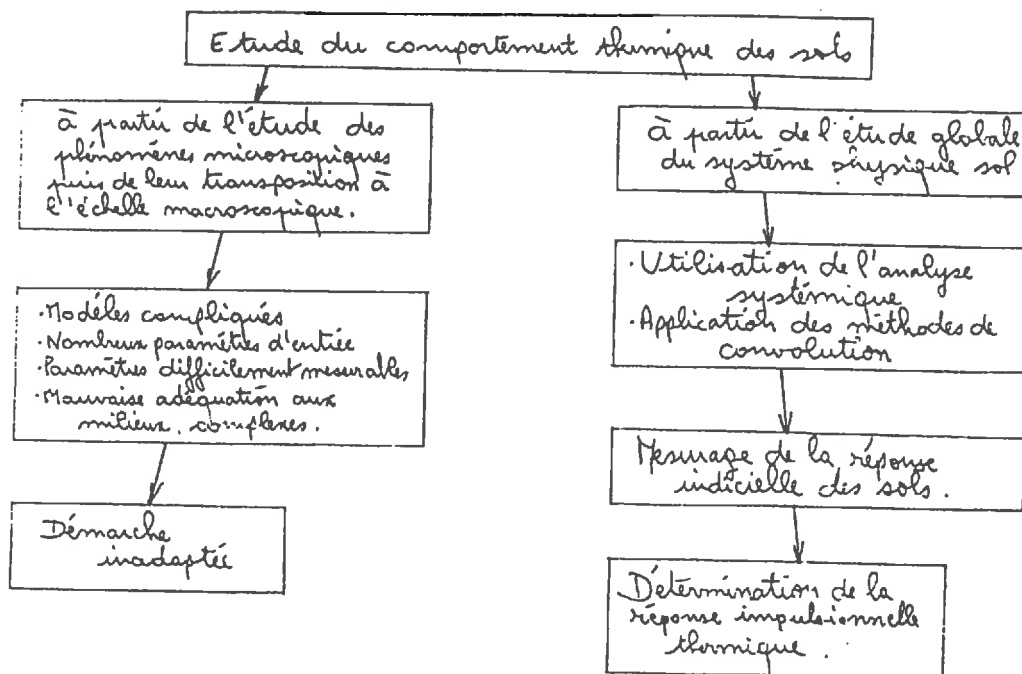 Etude du comportement thermique des sols
à partir de l'étude des
phénomènes microscopiques
puis de leur transposition à
l'échelle macroscopique.
·Modèles compliqués
·Nombreux paramètres d'entrée
·Paramètres difficilement mesurables
·Mauvaise adéquation aux
milieux complexes.
Démarche
inadaptée
à partir de l'étude globale
du système physique sol
·Utilisation de l'analyse
systémique
·Application des méthodes de
convolution
Mesurage de la réponse
indicielle des sols.
Détermination de la
réponse impulsionnelle
thermique.